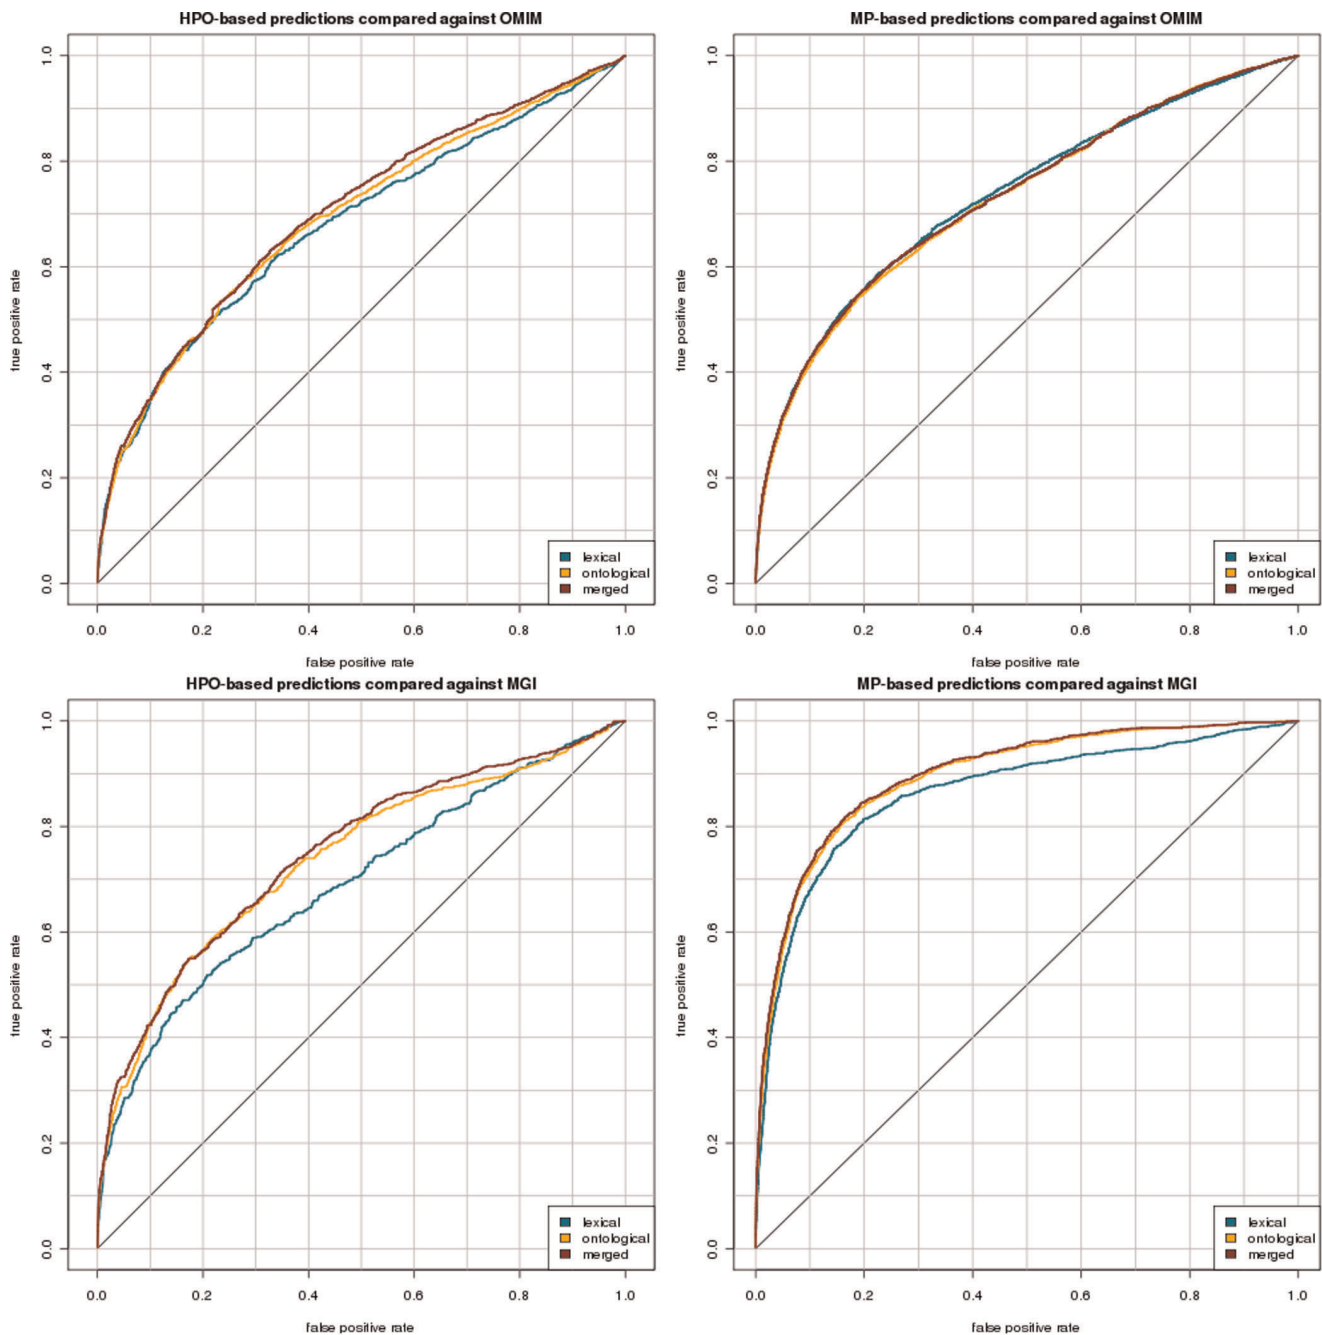 HPO-based predictions compared against OMIM
true positive rate
1.0
0.8
0.6
0.4
0.2
0.0
lexical
ontological
merged
0.0 0.2 0.4 0.6 0.8 1.0
false positive rate
MP-based predictions compared against OMIM
true positive rate
1.0
0.8
0.6
0.4
0.2
0.0
lexical
ontological
merged
0.0 0.2 0.4 0.6 0.8 1.0
false positive rate
HPO-based predictions compared against MGI
true positive rate
1.0
0.8
0.6
0.4
0.2
0.0
lexical
ontological
merged
0.0 0.2 0.4 0.6 0.8 1.0
false positive rate
MP-based predictions compared against MGI
true positive rate
1.0
0.8
0.6
0.4
0.2
0.0
lexical
ontological
merged
0.0 0.2 0.4 0.6 0.8 1.0
false positive rate